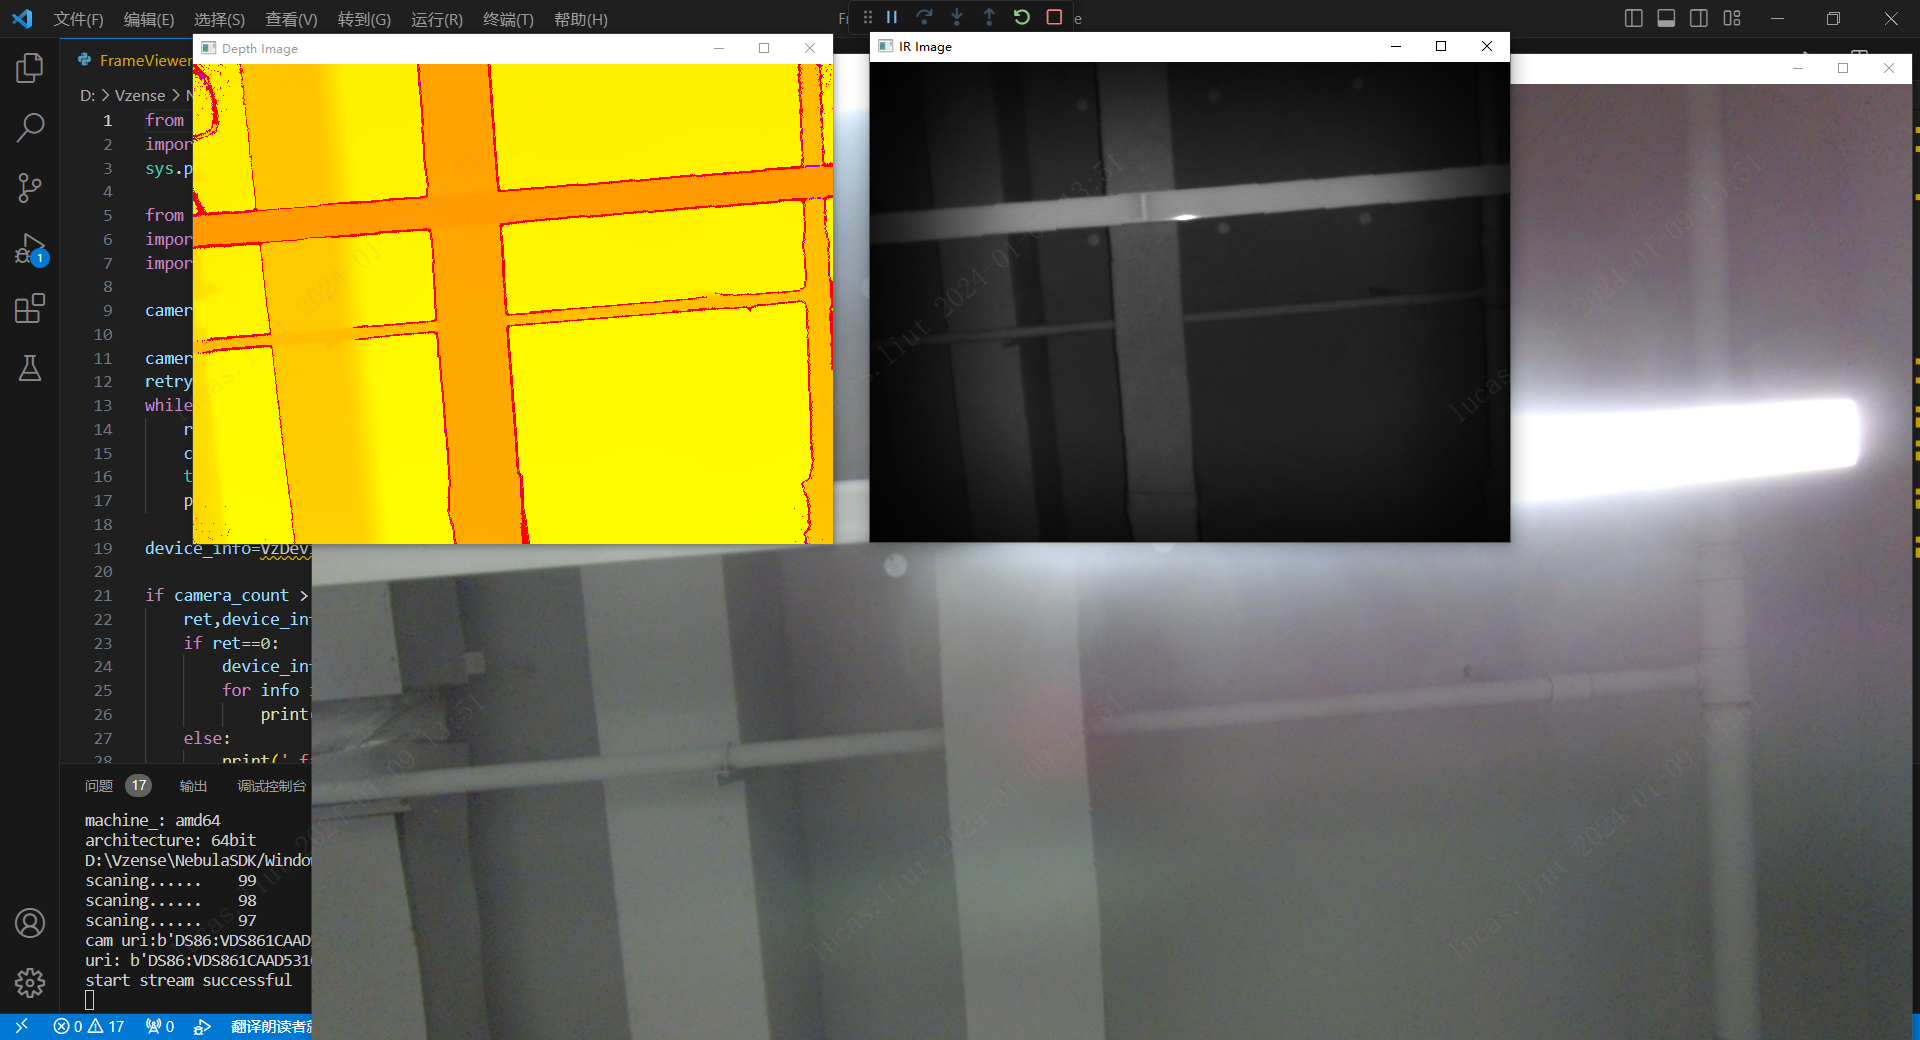 文件(F) 编辑(E) 选择(S) 查看(V) 转到(G) 运行(R) 终端(T) 帮助(H)
Depth Image
IR Image
FrameViewer
D: > Vzense > N
1 from
2 impor
3 sys.p
4
5 from
6 impor
7 impor
8
9 camer
10
11 camer
12 retry
13 while
14 r
15 c
16 t
17 p
18
19 device_info=VzDevi
20
21 if camera_count >
22 ret,device_in
23 if ret==0:
24 device_in
25 for info i
26 print(
27 else:
28 print(' f
问题 17 输出 调试控制台
machine_: amd64
architecture: 64bit
D:\Vzense\NebulaSDK/Window
scaning...... 99
scaning...... 98
scaning...... 97
cam uri:b'DS86:VDS861CAAD
uri: b'DS86:VDS861CAAD531
start stream successful
0 17 0 翻译朗读者
1
lucas.liut 2024-01-09 13:51